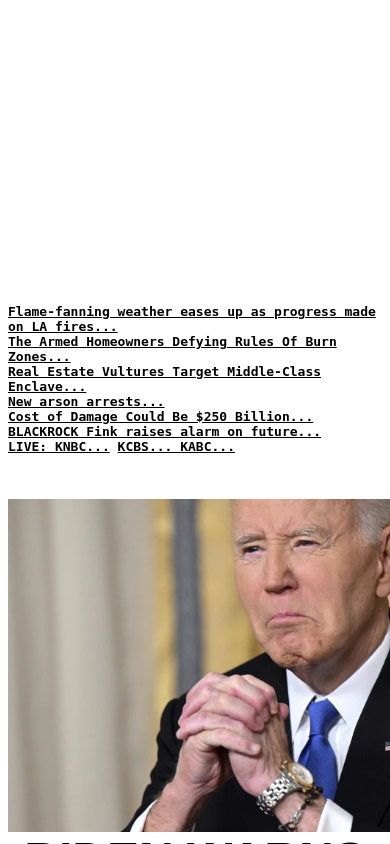 Flame-fanning weather eases up as progress made
on LA fires...
The Armed Homeowners Defying Rules Of Burn
Zones...
Real Estate Vultures Target Middle-Class
Enclave...
New arson arrests...
Cost of Damage Could Be $250 Billion...
BLACKROCK Fink raises alarm on future...
LIVE: KNBC... KCBS... KABC...
BIDEN WARNS